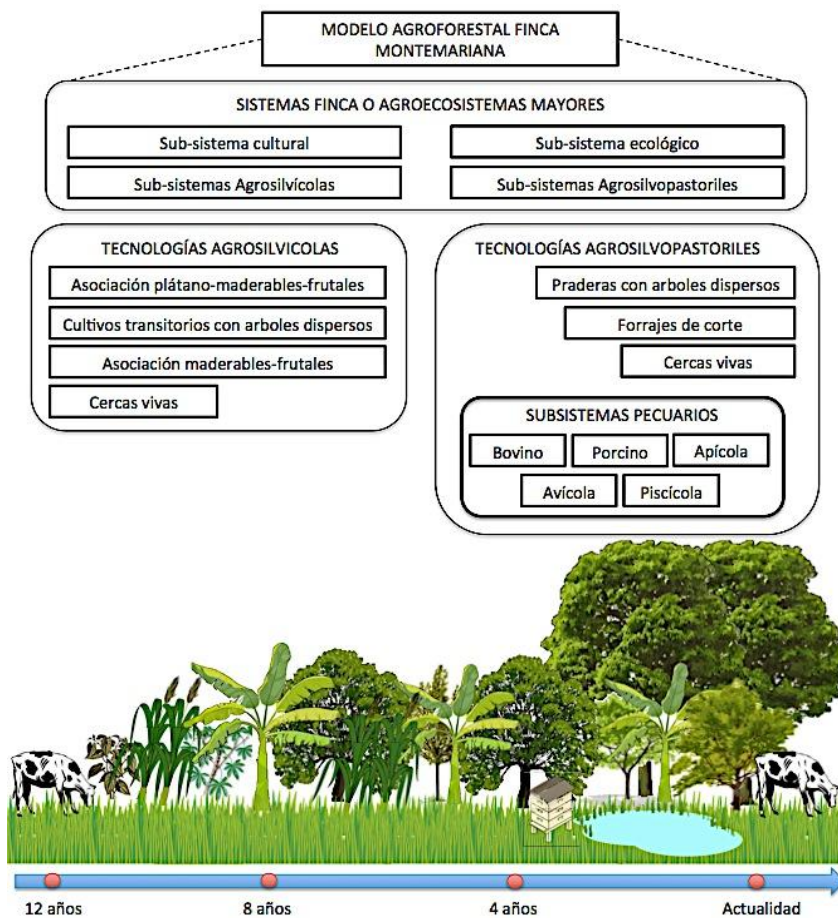 MODELO AGROFORESTAL FINCA
MONTEMARIANA
SISTEMAS FINCA O AGROECOSISTEMAS MAYORES
Sub-sistema cultural
Sub-sistema ecológico
Sub-sistemas Agrosilvícolas
Sub-sistemas Agrosilvopastoriles
TECNOLOGÍAS AGROSILVICOLAS
Asociación plátano-maderables-frutales
Cultivos transitorios con arboles dispersos
Asociación maderables-frutales
Cercas vivas
TECNOLOGÍAS AGROSILVOPASTORILES
Praderas con arboles dispersos
Forrajes de corte
Cercas vivas
SUBSISTEMAS PECUARIOS
Bovino
Porcino
Apícola
Avícola
Piscícola
12 años
8 años
4 años
Actualidad